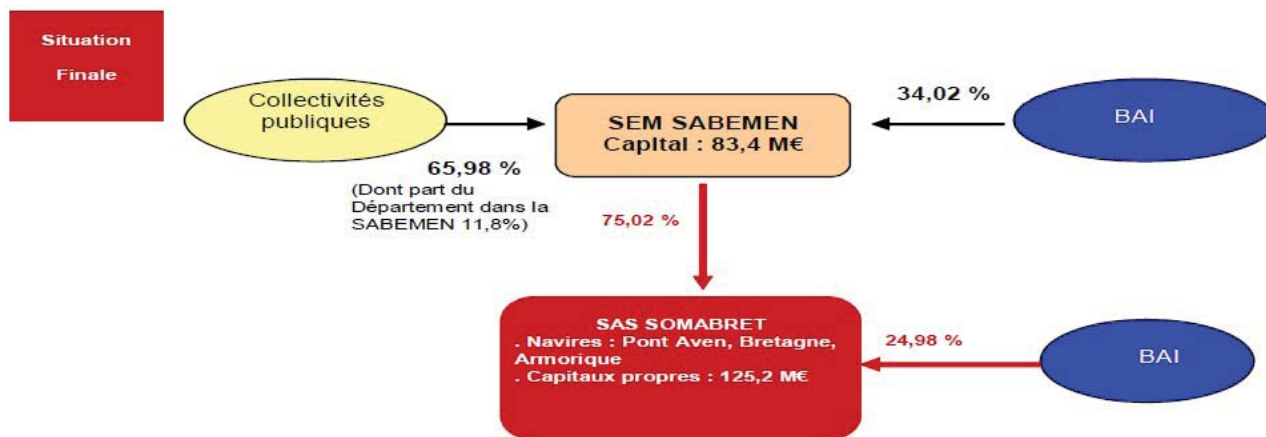 Situation
Finale
Collectivités
publiques
65,98 %
(Dont part du
Département dans la
SABEMEN 11,8%)
SEM SABEMEN
CapItal : 83,4 M€
34,02 %
BAI
75,02 %
SAS SOMABRET
. Navires : Pont Aven, Bretagne,
Armorique
. Capitaux propres : 125,2 M€
24,98 %
BAI